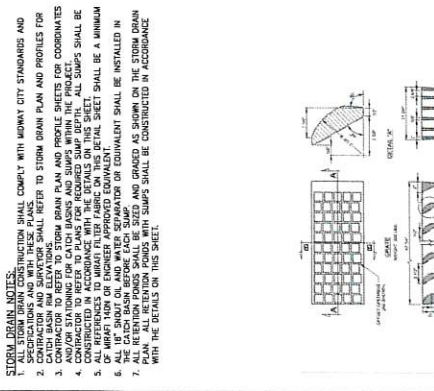 STORM DRAIN NOTES:
1. ALL STORM DRAIN CONSTRUCTION SHALL COMPLY WITH MIDWAY CITY STANDARDS AND
SPECIFICATIONS AND WITH THESE PLANS.
2. CONTRACTOR AND SURVEYOR SHALL REFER TO STORM DRAIN PLAN AND PROFILES FOR
CATCH BASIN RIM ELEVATIONS.
3. CONTRACTOR TO REFER TO STORM DRAIN PLAN AND PROFILE SHEETS FOR COORDINATES
AND/OR STATIONING FOR CATCH BASINS AND SUMPS WITHIN THE PROJECT.
4. CONTRACTOR TO REFER TO PLANS FOR REQUIRED SUMP DEPTH. ALL SUMPS SHALL BE
CONSTRUCTED IN ACCORDANCE WITH THE DETAILS ON THIS SHEET.
5. ALL REFERENCES TO MIRAFI FILTER FABRIC ON THIS DETAIL SHEET SHALL BE A MINIMUM
OF MIRAFI 140N OR ENGINEER APPROVED EQUIVALENT.
6. ALL 18" SNOUT OIL AND WATER SEPARATOR OR EQUIVALENT SHALL BE INSTALLED IN
THE CATCH BASIN BEFORE EACH SUMP.
7. ALL RETENTION PONDS SHALL BE SIZED AND GRADED AS SHOWN ON THE STORM DRAIN
PLAN. ALL RETENTION PONDS WITH SUMPS SHALL BE CONSTRUCTED IN ACCORDANCE
WITH THE DETAILS ON THIS SHEET.
DETAIL "A"
A
A
GRATE